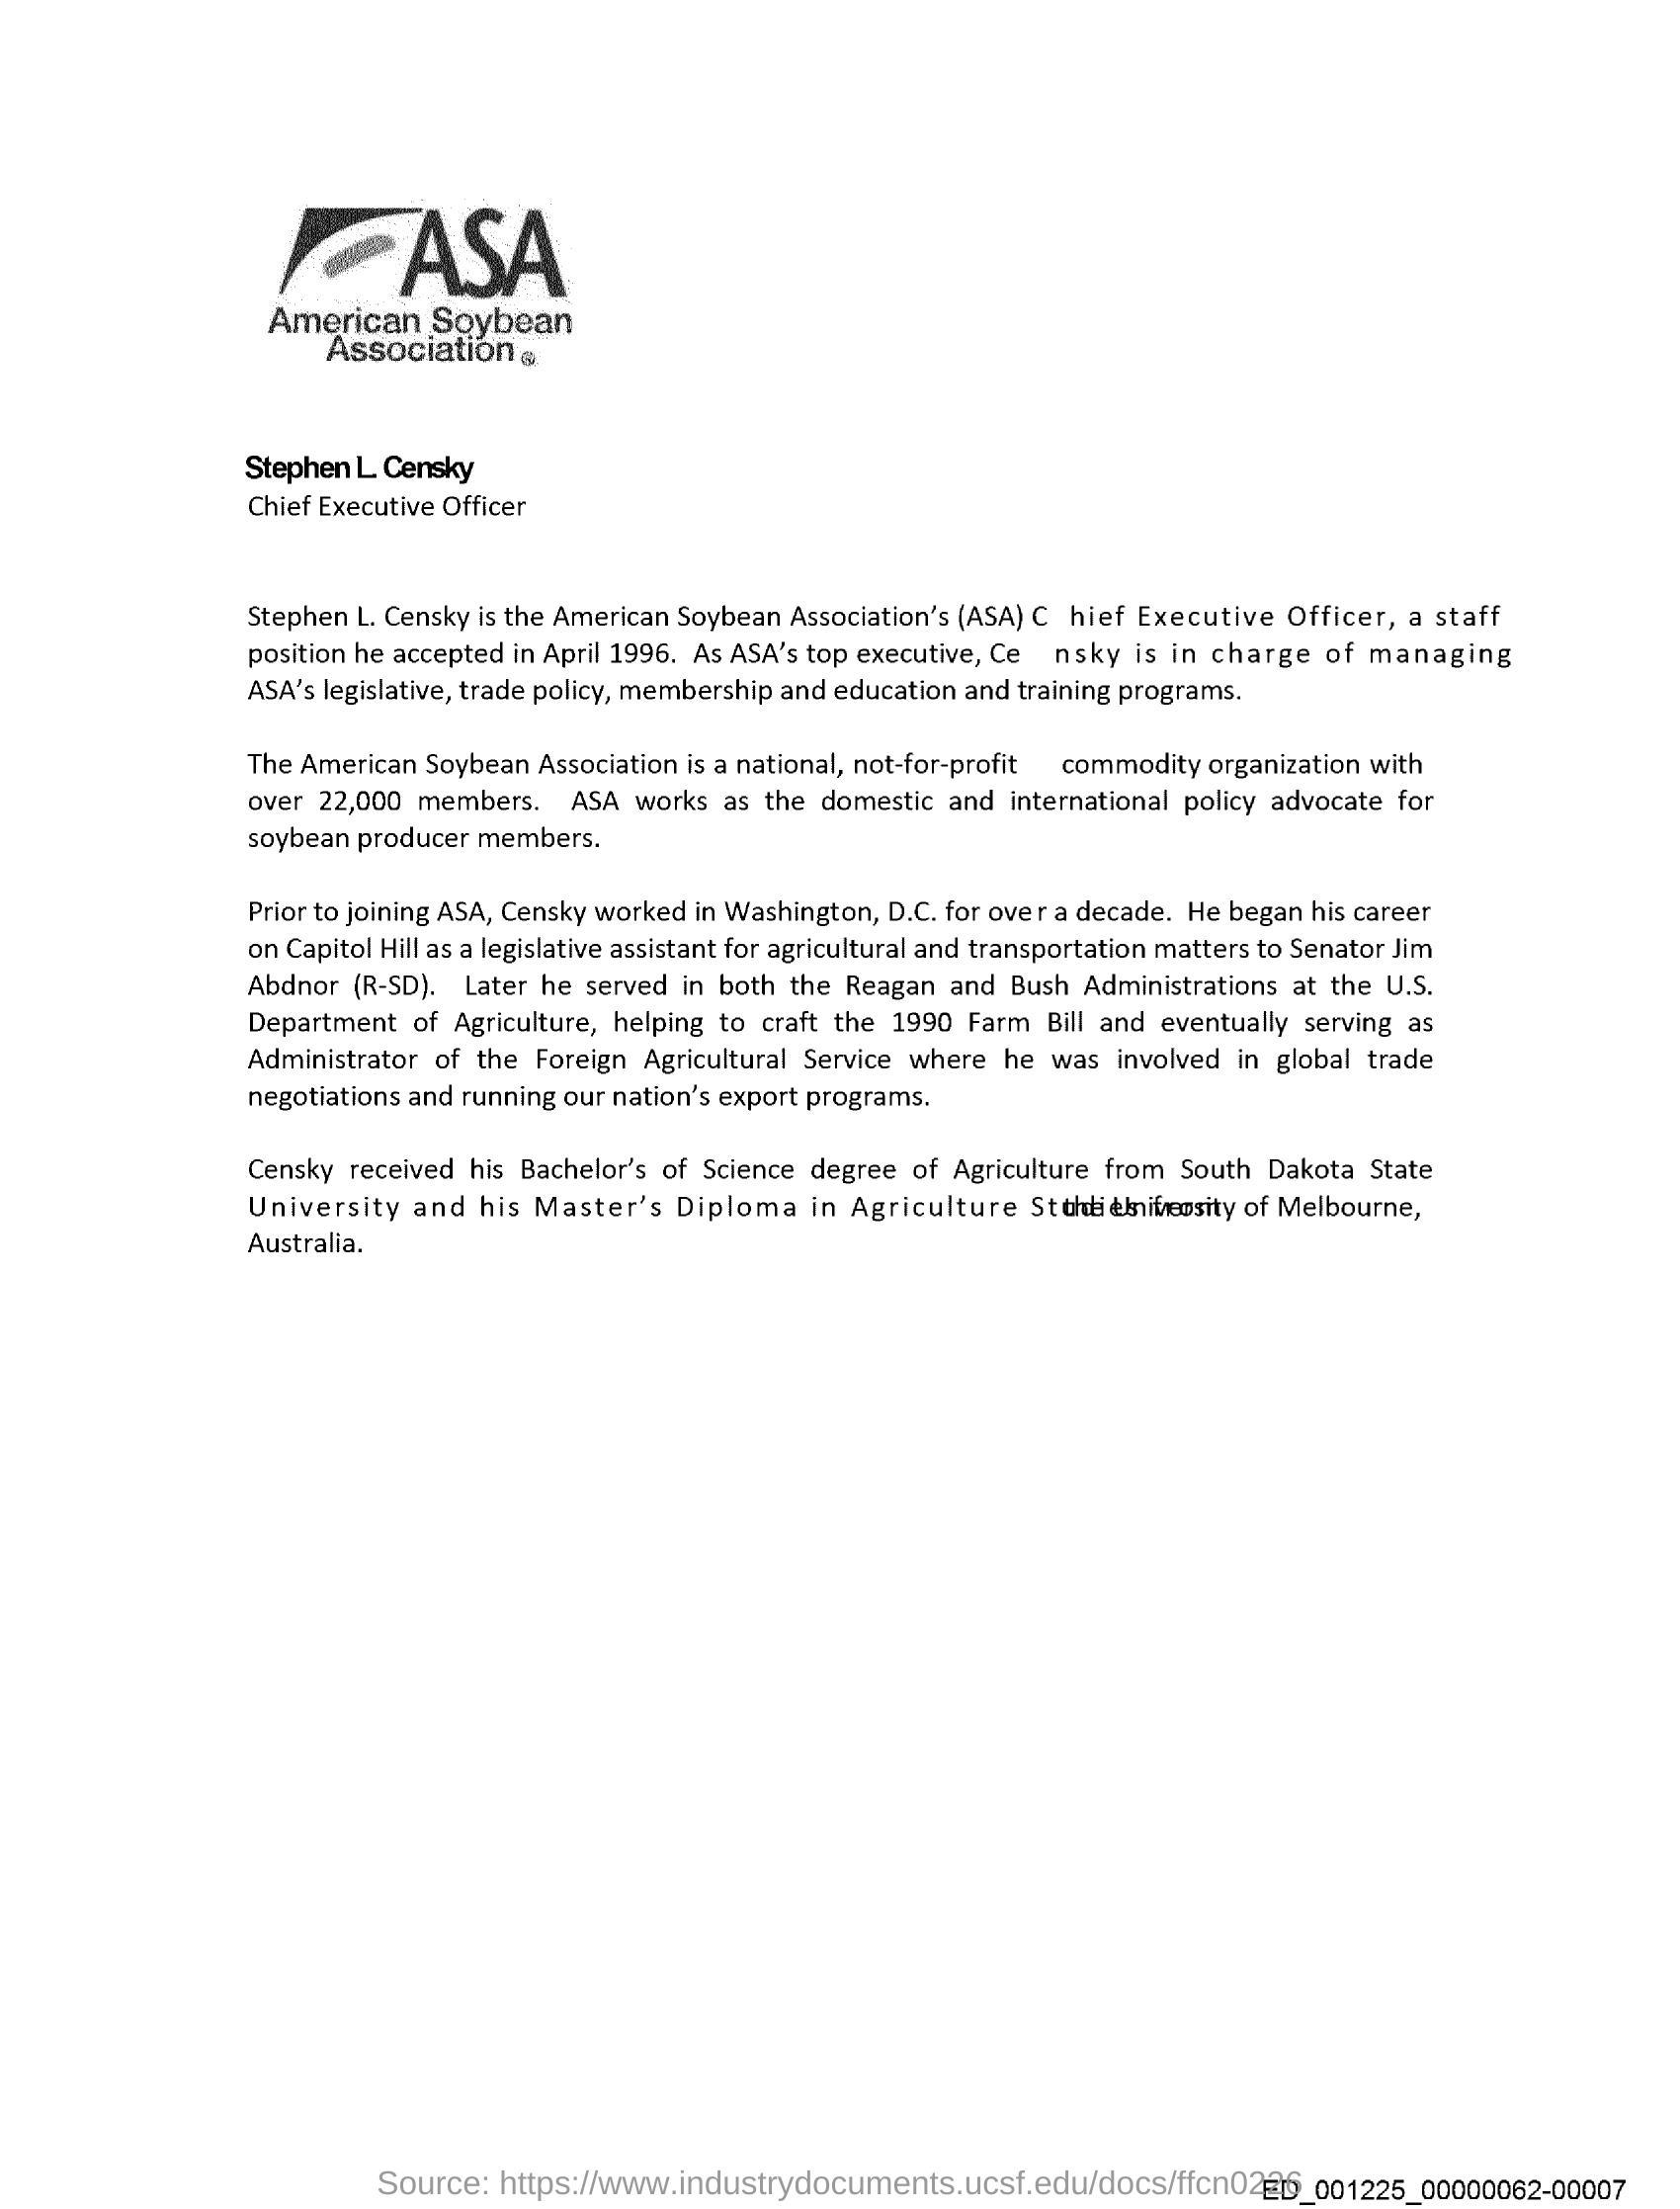 ASA
American Soybean
Association ®
Stephen L. Censky
Chief Executive Officer
Stephen L. Censky is the American Soybean Association's (ASA) C hief Executive Officer, a staff
position he accepted in April 1996. As ASA's top executive, Ce nsky is in charge of managing
ASA's legislative, trade policy, membership and education and training programs.
The American Soybean Association is a national, not-for-profit commodity organization with
over 22,000 members. ASA works as the domestic and international policy advocate for
soybean producer members.
Prior to joining ASA, Censky worked in Washington, D.C. for over a decade. He began his career
on Capitol Hill as a legislative assistant for agricultural and transportation matters to Senator Jim
Abdnor (R-SD). Later he served in both the Reagan and Bush Administrations at the U.S.
Department of Agriculture, helping to craft the 1990 Farm Bill and eventually serving as
Administrator of the Foreign Agricultural Service where he was involved in global trade
negotiations and running our nation's export programs.
Censky received his Bachelor's of Science degree of Agriculture from South Dakota State
University and his Master's Diploma in Agriculture Studies from the University of Melbourne,
Australia.
Source: https://www.industrydocuments.ucsf.edu/docs/ffcn0226
ED_001225_00000062-00007